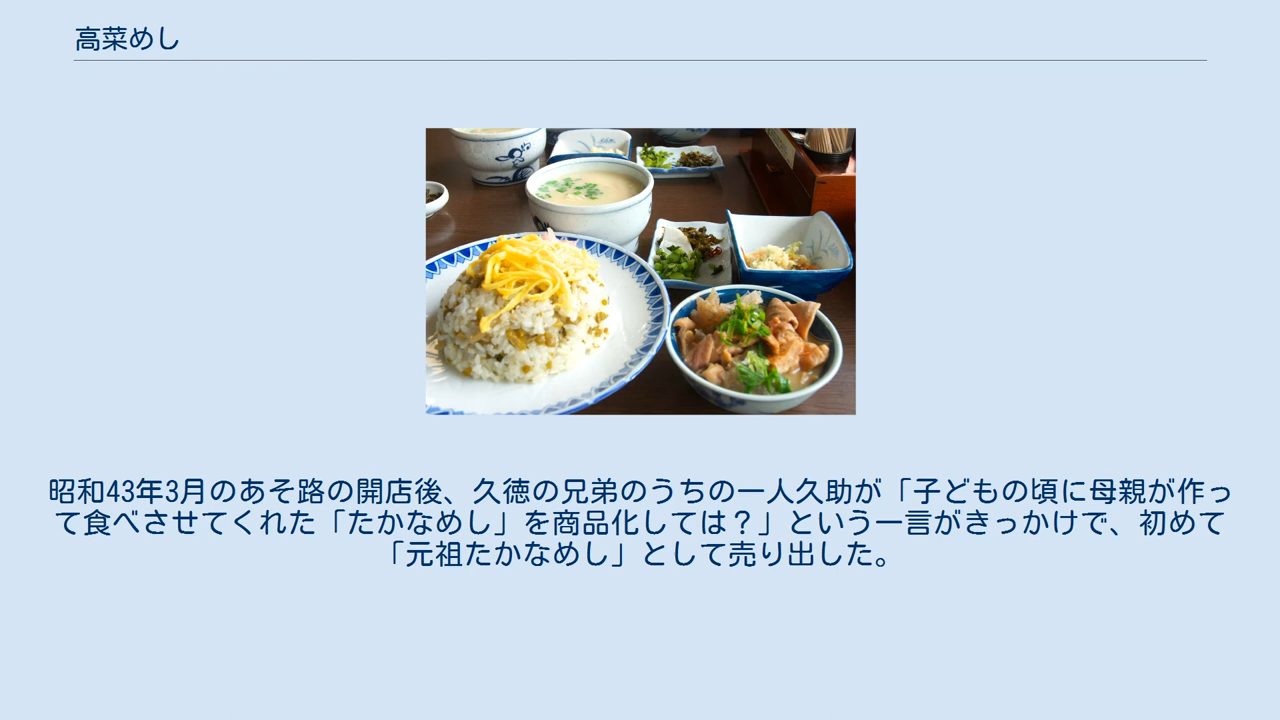 高菜めし
昭和43年3月のあそ路の開店後、久徳の兄弟のうちの一人久助が「子どもの頃に母親が作っ
て食べさせてくれた「たかなめし」を商品化しては？」という一言がきっかけで、初めて
「元祖たかなめし」として売り出した。